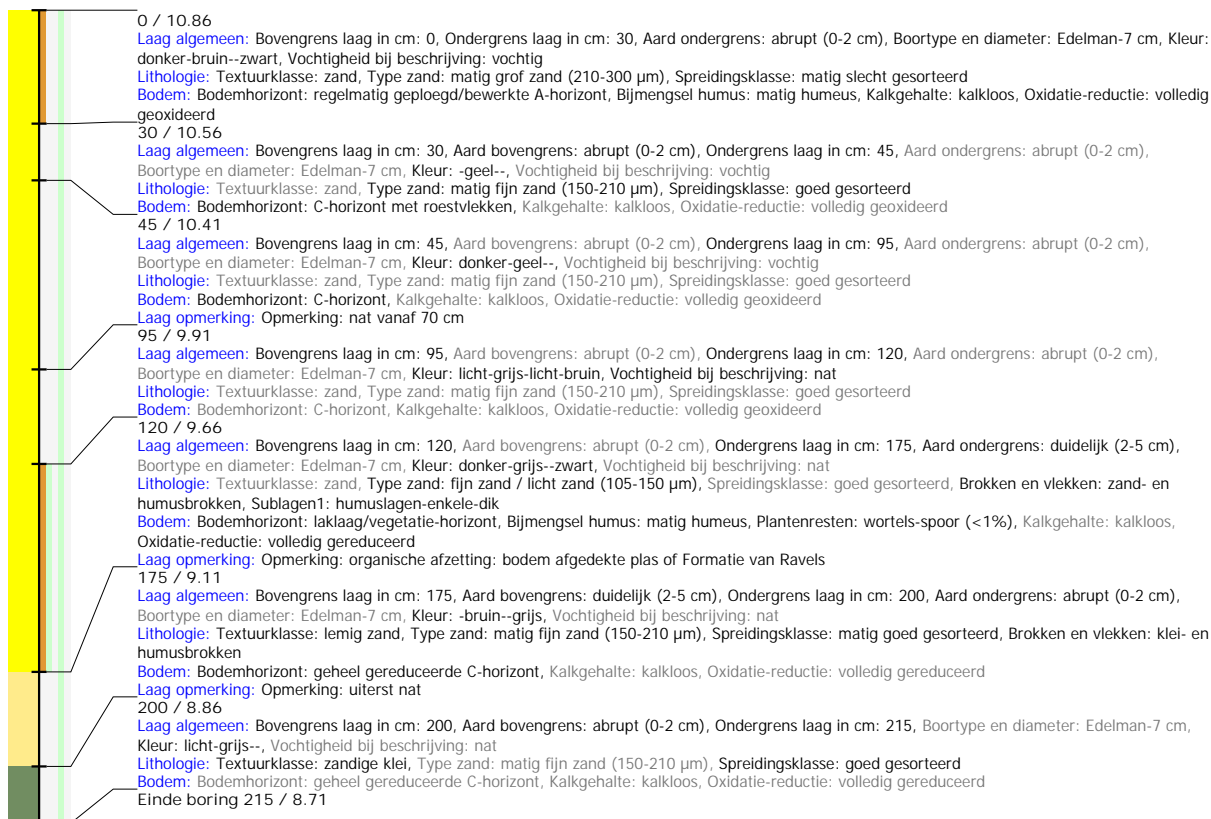 0 / 10.86
Laag algemeen: Bovengrens laag in cm: 0, Ondergrens laag in cm: 30, Aard ondergrens: abrupt (0-2 cm), Boortype en diameter: Edelman-7 cm, Kleur:
donker-bruin--zwart, Vochtigheid bij beschrijving: vochtig
Lithologie: Textuurklasse: zand, Type zand: matig grof zand (210-300 µm), Spreidingsklasse: matig slecht gesorteerd
Bodem: Bodemhorizont: regelmatig geploegd/bewerkte A-horizont, Bijmengsel humus: matig humeus, Kalkgehalte: kalkloos, Oxidatie-reductie: volledig
geoxideerd
30 / 10.56
Laag algemeen: Bovengrens laag in cm: 30, Aard bovengrens: abrupt (0-2 cm), Ondergrens laag in cm: 45, Aard ondergrens: abrupt (0-2 cm),
Boortype en diameter: Edelman-7 cm, Kleur: -geel--, Vochtigheid bij beschrijving: vochtig
Lithologie: Textuurklasse: zand, Type zand: matig fijn zand (150-210 µm), Spreidingsklasse: goed gesorteerd
Bodem: Bodemhorizont: C-horizont met roestvlekken, Kalkgehalte: kalkloos, Oxidatie-reductie: volledig geoxideerd
45 / 10.41
Laag algemeen: Bovengrens laag in cm: 45, Aard bovengrens: abrupt (0-2 cm), Ondergrens laag in cm: 95, Aard ondergrens: abrupt (0-2 cm),
Boortype en diameter: Edelman-7 cm, Kleur: donker-geel--, Vochtigheid bij beschrijving: vochtig
Lithologie: Textuurklasse: zand, Type zand: matig fijn zand (150-210 µm), Spreidingsklasse: goed gesorteerd
Bodem: Bodemhorizont: C-horizont, Kalkgehalte: kalkloos, Oxidatie-reductie: volledig geoxideerd
Laag opmerking: Opmerking: nat vanaf 70 cm
95 / 9.91
Laag algemeen: Bovengrens laag in cm: 95, Aard bovengrens: abrupt (0-2 cm), Ondergrens laag in cm: 120, Aard ondergrens: abrupt (0-2 cm),
Boortype en diameter: Edelman-7 cm, Kleur: licht-grijs-licht-bruin, Vochtigheid bij beschrijving: nat
Lithologie: Textuurklasse: zand, Type zand: matig fijn zand (150-210 µm), Spreidingsklasse: goed gesorteerd
Bodem: Bodemhorizont: C-horizont, Kalkgehalte: kalkloos, Oxidatie-reductie: volledig geoxideerd
120 / 9.66
Laag algemeen: Bovengrens laag in cm: 120, Aard bovengrens: abrupt (0-2 cm), Ondergrens laag in cm: 175, Aard ondergrens: duidelijk (2-5 cm),
Boortype en diameter: Edelman-7 cm, Kleur: donker-grijs--zwart, Vochtigheid bij beschrijving: nat
Lithologie: Textuurklasse: zand, Type zand: fijn zand / licht zand (105-150 µm), Spreidingsklasse: goed gesorteerd, Brokken en vlekken: zand- en
humusbrokken, Sublagen1: humuslagen-enkele-dik
Bodem: Bodemhorizont: laklaag/vegetatie-horizont, Bijmengsel humus: matig humeus, Plantenresten: wortels-spoor (<1%), Kalkgehalte: kalkloos,
Oxidatie-reductie: volledig gereduceerd
Laag opmerking: Opmerking: organische afzetting: bodem afgedekte plas of Formatie van Ravels
175 / 9.11
Laag algemeen: Bovengrens laag in cm: 175, Aard bovengrens: duidelijk (2-5 cm), Ondergrens laag in cm: 200, Aard ondergrens: abrupt (0-2 cm),
Boortype en diameter: Edelman-7 cm, Kleur: -bruin--grijs, Vochtigheid bij beschrijving: nat
Lithologie: Textuurklasse: lemig zand, Type zand: matig fijn zand (150-210 µm), Spreidingsklasse: matig goed gesorteerd, Brokken en vlekken: klei- en
humusbrokken
Bodem: Bodemhorizont: geheel gereduceerde C-horizont, Kalkgehalte: kalkloos, Oxidatie-reductie: volledig gereduceerd
Laag opmerking: Opmerking: uiterst nat
200 / 8.86
Laag algemeen: Bovengrens laag in cm: 200, Aard bovengrens: abrupt (0-2 cm), Ondergrens laag in cm: 215, Boortype en diameter: Edelman-7 cm,
Kleur: licht-grijs--, Vochtigheid bij beschrijving: nat
Lithologie: Textuurklasse: zandige klei, Type zand: matig fijn zand (150-210 µm), Spreidingsklasse: goed gesorteerd
Bodem: Bodemhorizont: geheel gereduceerde C-horizont, Kalkgehalte: kalkloos, Oxidatie-reductie: volledig gereduceerd
Einde boring 215 / 8.71